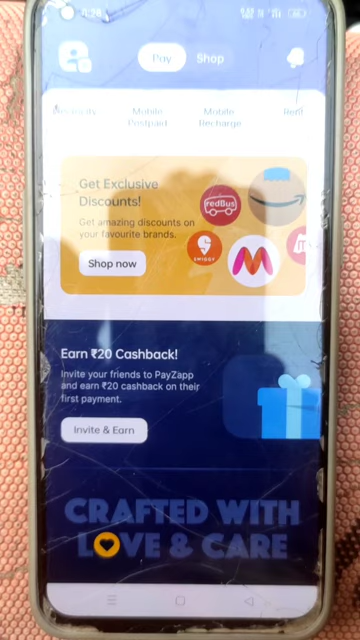 Pay
Shop
Electricity
Mobile
Postpaid
Mobile
Recharge
Rent
Get Exclusive
Discounts!
Get amazing discounts on
your favourite brands.
Shop now
redBus
SWIGGY
Earn ₹20 Cashback!
Invite your friends to PayZapp
and earn ₹20 cashback on their
first payment.
Invite & Earn
CRAFTED WITH
LOVE & CARE